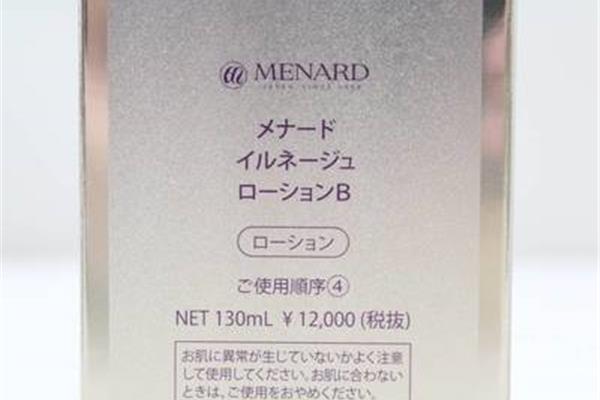 MENARD
JAPAN SINCE 1959
メナード
イルネージュ
ローションB
ローション
ご使用順序④
NET 130mL ¥12,000 (税抜)
お肌に異常が生じていないかよく注意
して使用してください。お肌に合わない
ときは、ご使用をおやめください。